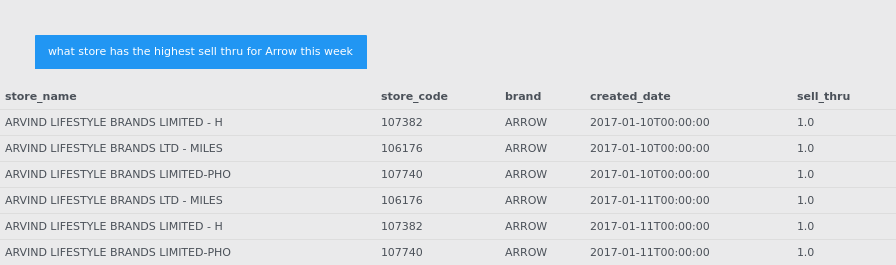 what store has the highest sell thru for Arrow this week
store_name store_code brand created_date sell_thru
ARVIND LIFESTYLE BRANDS LIMITED - H 107382 ARROW 2017-01-10T00:00:00 1.0
ARVIND LIFESTYLE BRANDS LTD - MILES 106176 ARROW 2017-01-10T00:00:00 1.0
ARVIND LIFESTYLE BRANDS LIMITED-PHO 107740 ARROW 2017-01-10T00:00:00 1.0
ARVIND LIFESTYLE BRANDS LTD - MILES 106176 ARROW 2017-01-11T00:00:00 1.0
ARVIND LIFESTYLE BRANDS LIMITED - H 107382 ARROW 2017-01-11T00:00:00 1.0
ARVIND LIFESTYLE BRANDS LIMITED-PHO 107740 ARROW 2017-01-11T00:00:00 1.0